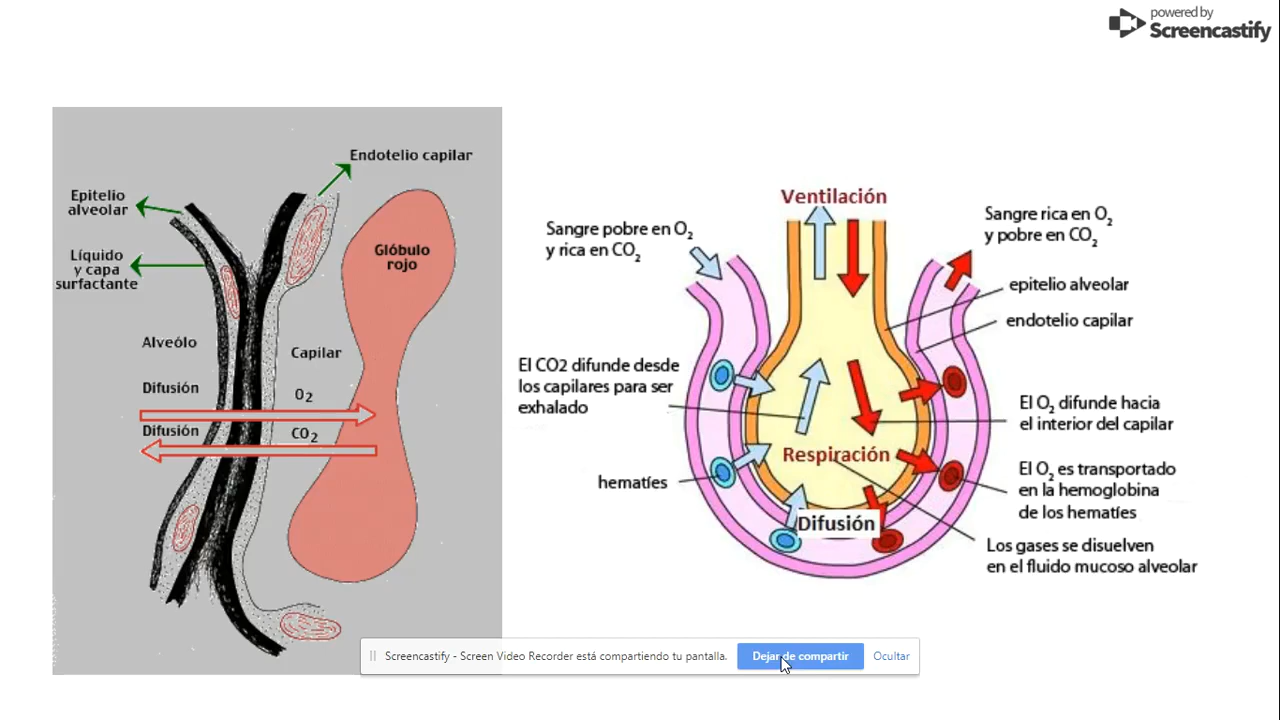 powered by
Screencastify
Endotelio capilar
Epitelio
alveolar
Líquido
y capa
surfactante
Glóbulo
rojo
Alveólo
Capilar
Difusión
O2
Difusión
CO2
Ventilación
Sangre pobre en O2
y rica en CO2
Sangre rica en O2
y pobre en CO2
epitelio alveolar
endotelio capilar
El CO2 difunde desde
los capilares para ser
exhalado
El O2 difunde hacia
el interior del capilar
Respiración
hematíes
El O2 es transportado
en la hemoglobina
de los hematíes
Difusión
Los gases se disuelven
en el fluido mucoso alveolar
Screencastify - Screen Video Recorder está compartiendo tu pantalla.
Dejar de compartir
Ocultar